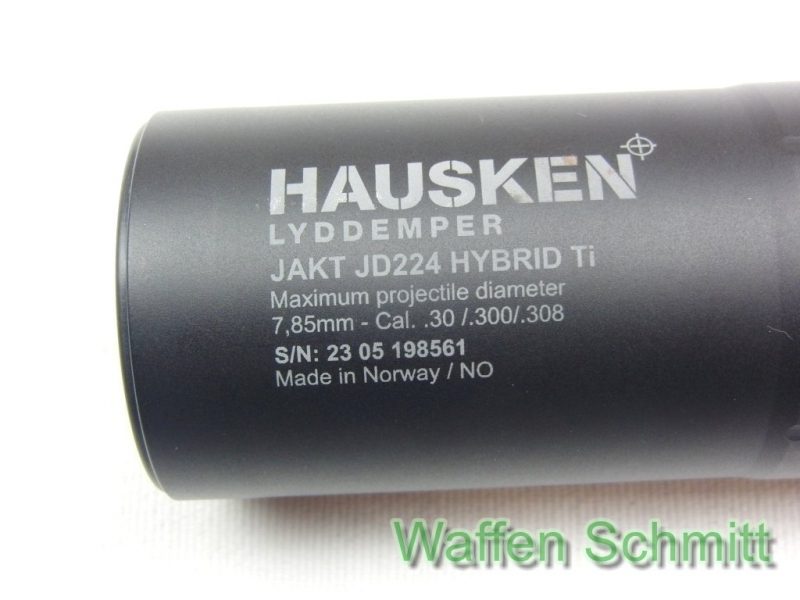 HAUSKEN
LYDDEMPER
JAKT JD224 HYBRID Ti
Maximum projectile diameter
7,85mm - Cal. .30 /.300/.308
S/N: 23 05 198561
Made in Norway / NO
Waffen Schmitt